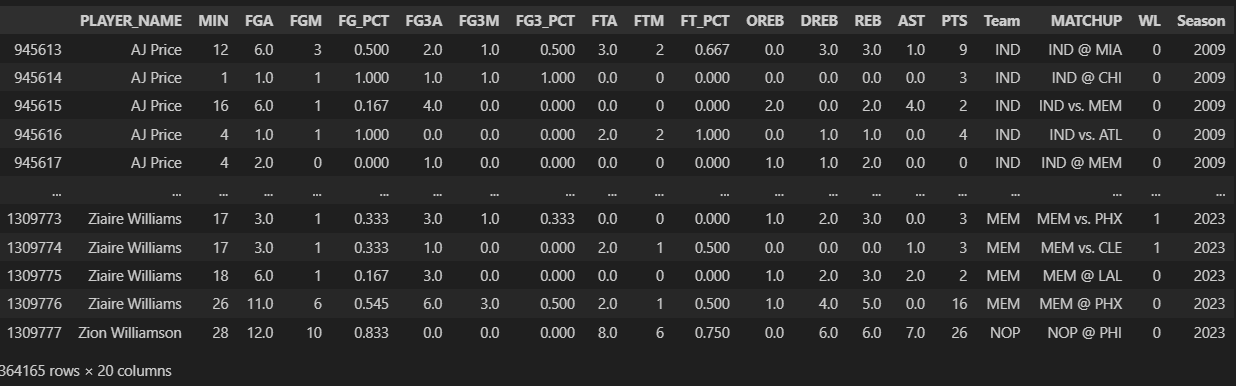 PLAYER_NAME MIN FGA FGM FG_PCT FG3A FG3M FG3_PCT FTA FTM FT_PCT OREB DREB REB AST PTS Team MATCHUP WL Season
945613 AJ Price 12 6.0 3 0.500 2.0 1.0 0.500 3.0 2 0.667 0.0 3.0 3.0 1.0 9 IND IND @ MIA 0 2009
945614 AJ Price 1 1.0 1 1.000 1.0 1.0 1.000 0.0 0 0.000 0.0 0.0 0.0 0.0 3 IND IND @ CHI 0 2009
945615 AJ Price 16 6.0 1 0.167 4.0 0.0 0.000 0.0 0 0.000 2.0 0.0 2.0 4.0 2 IND IND vs. MEM 0 2009
945616 AJ Price 4 1.0 1 1.000 0.0 0.0 0.000 2.0 2 1.000 0.0 1.0 1.0 0.0 4 IND IND vs. ATL 0 2009
945617 AJ Price 4 2.0 0 0.000 1.0 0.0 0.000 0.0 0 0.000 1.0 1.0 2.0 0.0 0 IND IND @ MEM 0 2009
... ... ... ... ... ... ... ... ... ... ... ... ... ... ... ... ... ... ... ... ...
1309773 Ziaire Williams 17 3.0 1 0.333 3.0 1.0 0.333 0.0 0 0.000 1.0 2.0 3.0 0.0 3 MEM MEM vs. PHX 1 2023
1309774 Ziaire Williams 17 3.0 1 0.333 1.0 0.0 0.000 2.0 1 0.500 0.0 0.0 0.0 1.0 3 MEM MEM vs. CLE 1 2023
1309775 Ziaire Williams 18 6.0 1 0.167 3.0 0.0 0.000 0.0 0 0.000 1.0 2.0 3.0 2.0 2 MEM MEM @ LAL 0 2023
1309776 Ziaire Williams 26 11.0 6 0.545 6.0 3.0 0.500 2.0 1 0.500 1.0 4.0 5.0 0.0 16 MEM MEM @ PHX 0 2023
1309777 Zion Williamson 28 12.0 10 0.833 0.0 0.0 0.000 8.0 6 0.750 0.0 6.0 6.0 7.0 26 NOP NOP @ PHI 0 2023
364165 rows × 20 columns